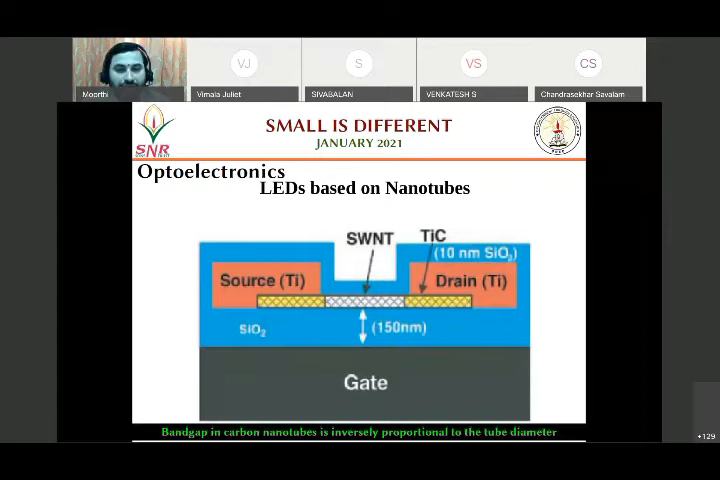 VJ
S
VS
CS
Moorthi
Vimala Juliet
SIVABALAN
VENKATESH S
Chandrasekhar Savalam
SMALL IS DIFFERENT
JANUARY 2021
SNR
Optoelectronics
LEDs based on Nanotubes
SWNT
TiC
(10 nm SiO₂)
Source (Ti)
Drain (Ti)
SiO₂
(150nm)
Gate
Bandgap in carbon nanotubes is inversely proportional to the tube diameter
+129